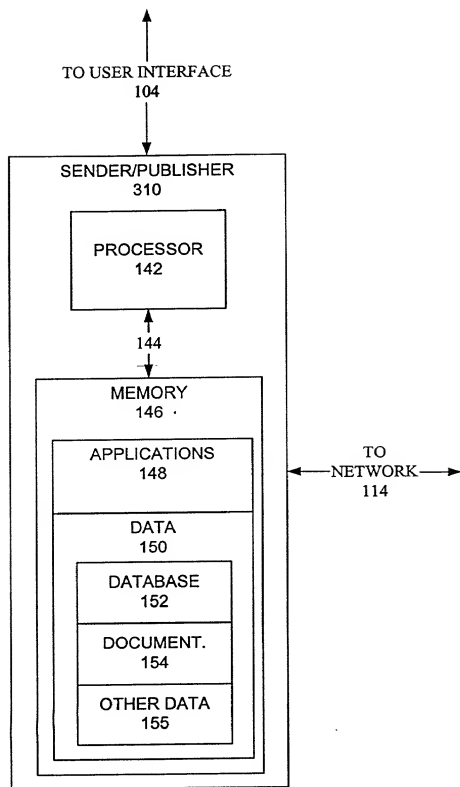 TO USER INTERFACE
104
SENDER/PUBLISHER
310
PROCESSOR
142
144
MEMORY
146
APPLICATIONS
148
TO
NETWORK
114
DATA
150
DATABASE
152
DOCUMENT.
154
OTHER DATA
155